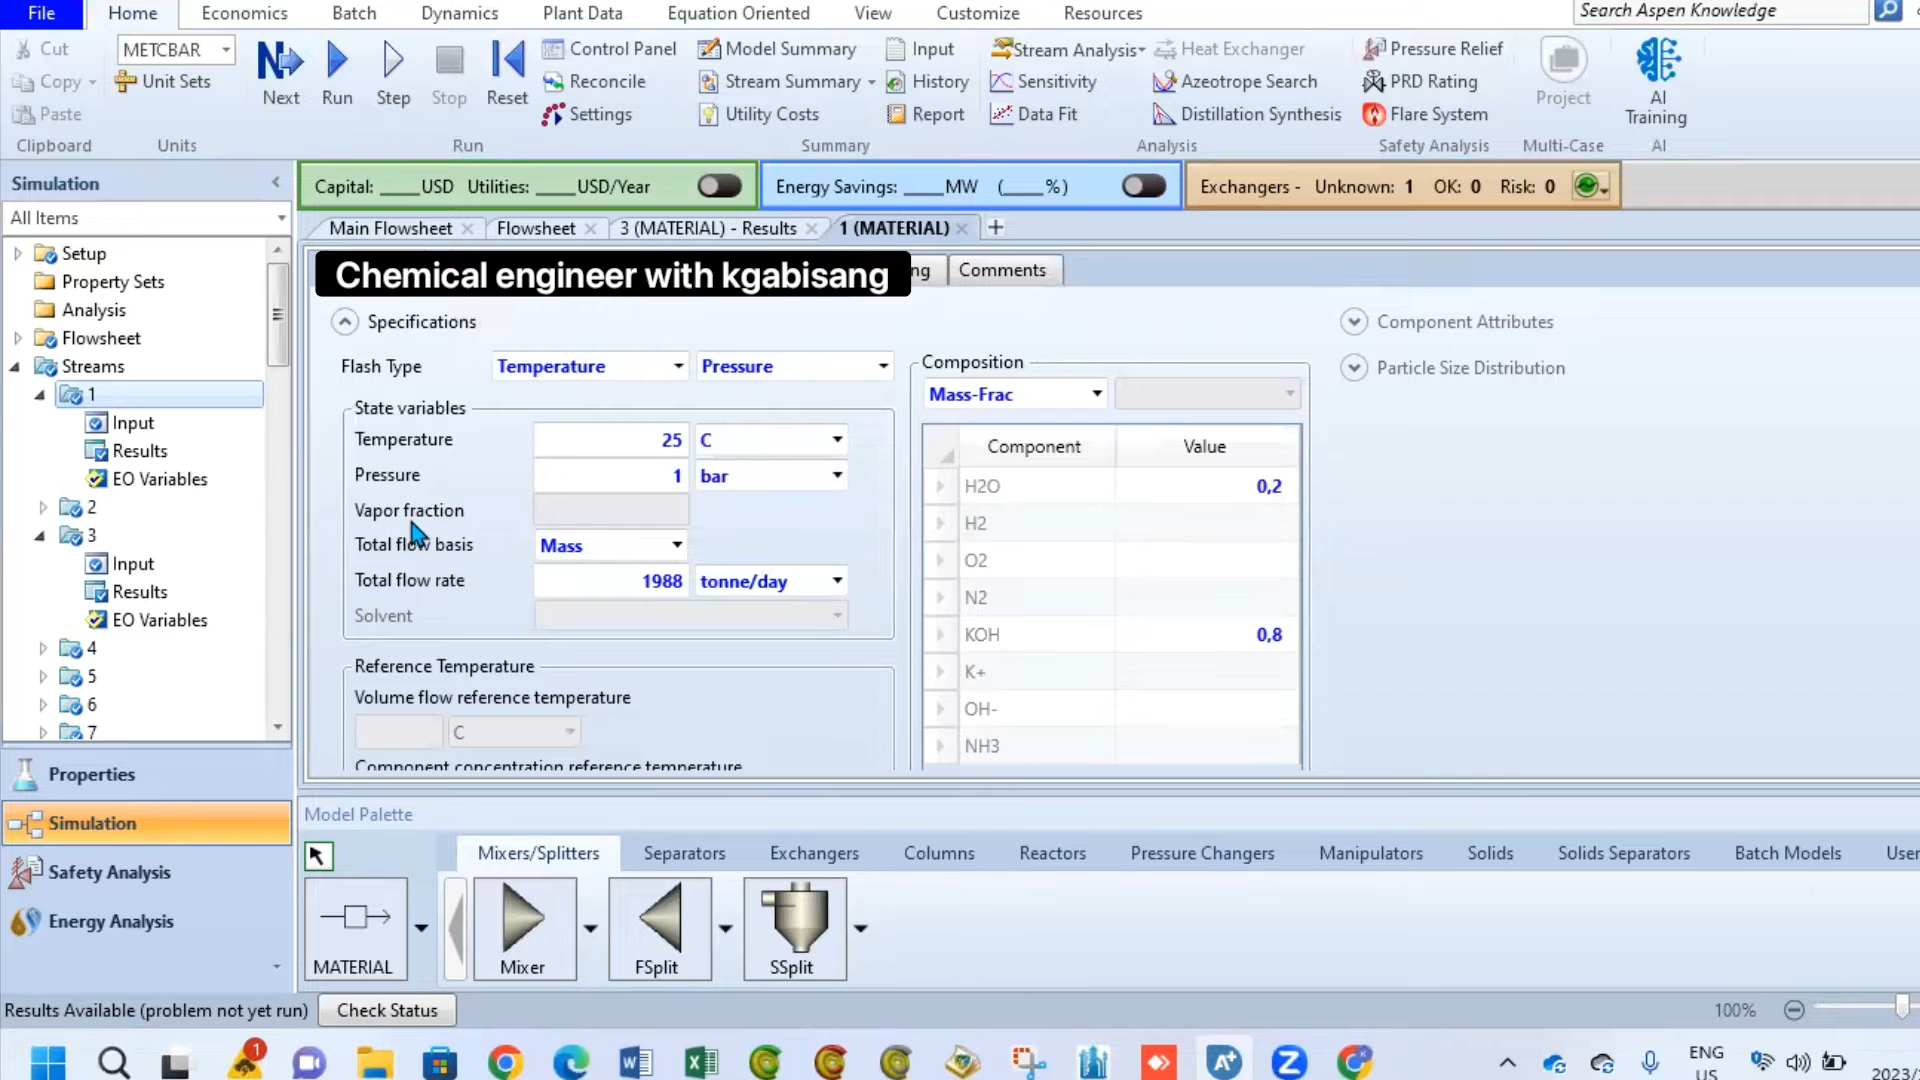 File Home Economics Batch Dynamics Plant Data Equation Oriented View Customize Resources Search Aspen Knowledge
Cut METCBAR Control Panel Model Summary Input Stream Analysis Heat Exchanger Pressure Relief
Copy Unit Sets Reconcile Stream Summary History Sensitivity Azeotrope Search PRD Rating
Next Run Step Stop Reset Project AI Training
Paste Settings Utility Costs Report Data Fit Distillation Synthesis Flare System
Clipboard Units Run Summary Analysis Safety Analysis Multi-Case AI
Simulation Capital: ____USD Utilities: ____USD/Year Energy Savings: ____MW (____%) Exchangers - Unknown: 1 OK: 0 Risk: 0
All Items Main Flowsheet Flowsheet 3 (MATERIAL) - Results 1 (MATERIAL) +
Setup
Property Sets
Analysis
Flowsheet
Streams
1
Input
Results
EO Variables
2
3
Input
Results
EO Variables
4
5
6
7
Properties
Simulation
Safety Analysis
Energy Analysis
Chemical engineer with kgabisang ng Comments
Specifications
Flash Type Temperature Pressure
State variables
Temperature 25 C
Pressure 1 bar
Vapor fraction
Total flow basis Mass
Total flow rate 1988 tonne/day
Solvent
Reference Temperature
Volume flow reference temperature
C
Component concentration reference temperature
Composition
Mass-Frac
Component Value
H2O 0,2
H2
O2
N2
KOH 0,8
K+
OH-
NH3
Component Attributes
Particle Size Distribution
Model Palette
Mixers/Splitters Separators Exchangers Columns Reactors Pressure Changers Manipulators Solids Solids Separators Batch Models User
MATERIAL Mixer FSplit SSplit
Results Available (problem not yet run) Check Status 100%
1 ENG
US
2023/